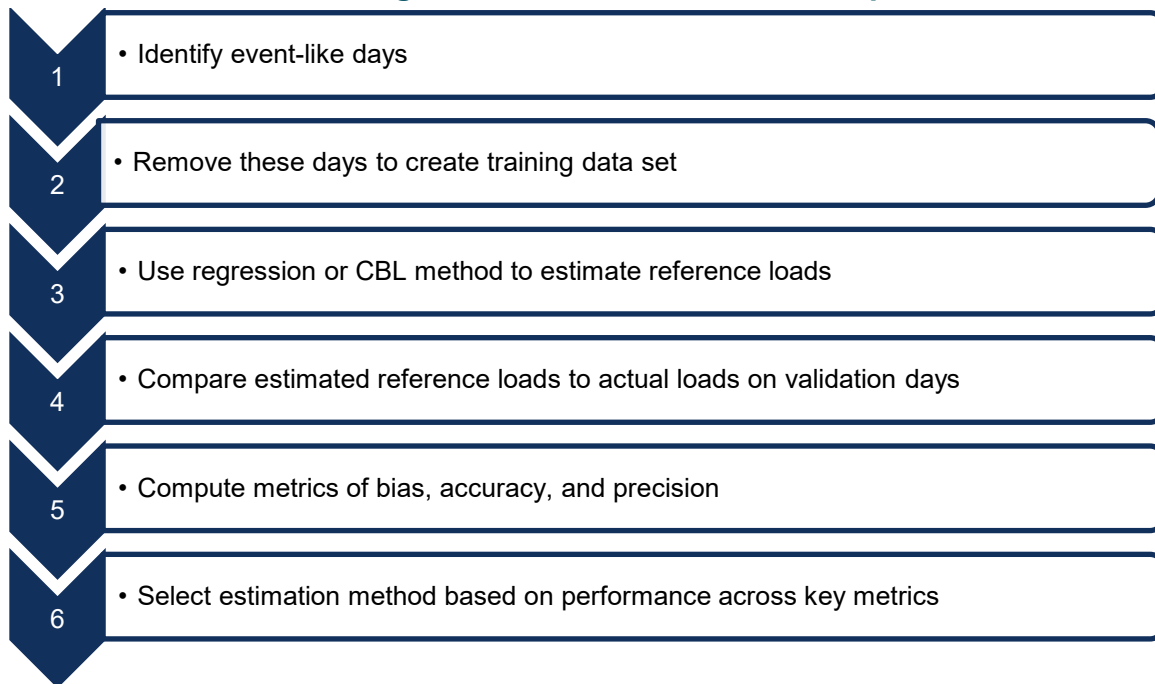 1
• Identify event-like days
2
• Remove these days to create training data set
3
• Use regression or CBL method to estimate reference loads
4
• Compare estimated reference loads to actual loads on validation days
5
• Compute metrics of bias, accuracy, and precision
6
• Select estimation method based on performance across key metrics